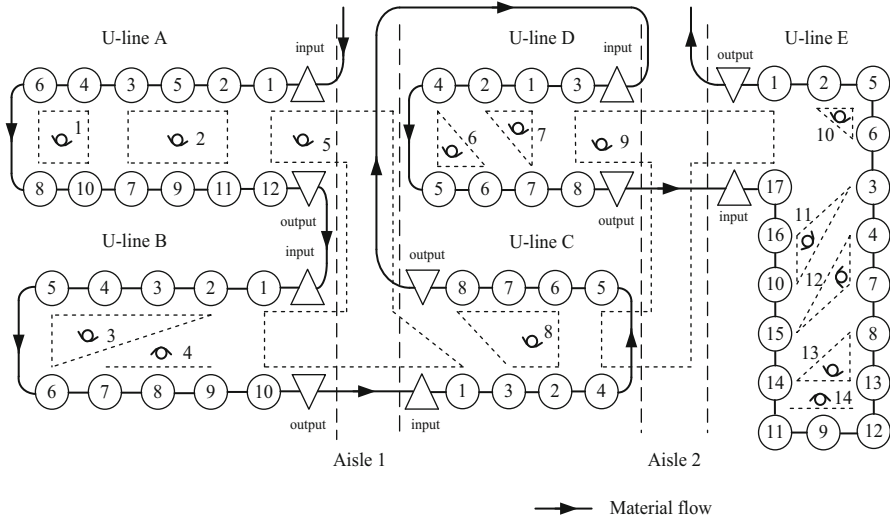 U-line A
input
6 4 3 5 2 1
1 2 5
8 10 7 9 11 12
output
U-line B
input
5 4 3 2 1
3
4
6 7 8 9 10
output
Aisle 1
U-line D
input
4 2 1 3
6 7 9
5 6 7 8
output
U-line C
output
8 7 6 5
8
1 3 2 4
input
Aisle 2
U-line E
output
1 2 5
10 6
17 3
input
11
16 4
12
10 7
15 8
13
14 13
14
11 9 12
Material flow